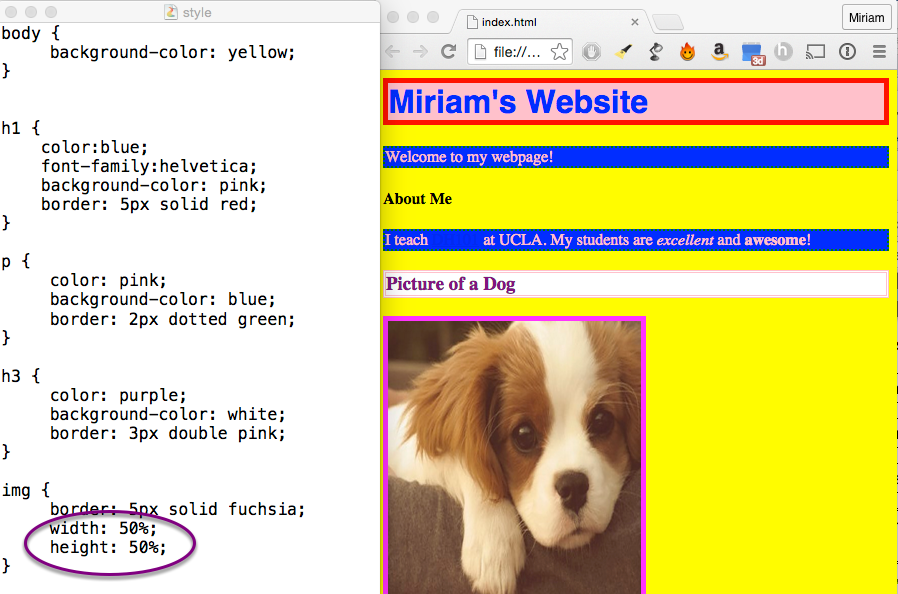 style
body {
background-color: yellow;
}
h1 {
color:blue;
font-family:helvetica;
background-color: pink;
border: 5px solid red;
}
p {
color: pink;
background-color: blue;
border: 2px dotted green;
}
h3 {
color: purple;
background-color: white;
border: 3px double pink;
}
img {
border: 5px solid fuchsia;
width: 50%;
height: 50%;
}
index.html
Miriam
file://...
3d
Miriam's Website
Welcome to my webpage!
About Me
I teach at UCLA. My students are excellent and awesome!
Picture of a Dog